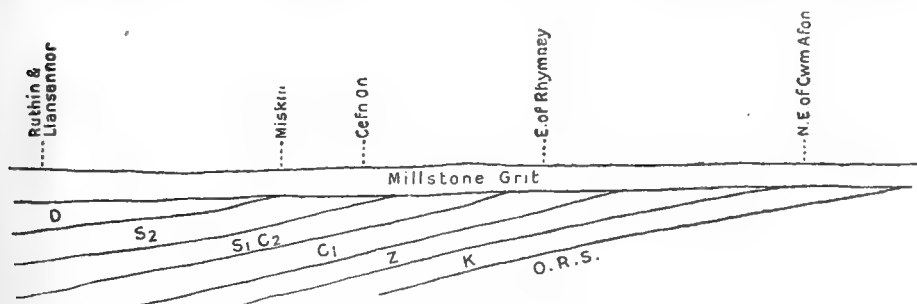 Ruthin &
Llansannor
Miskin
Cefn On
E. of Rhymney
N.E of Cwm Afon
Millstone Grit
D
S2
S1 C2
C1
Z
K
O.R.S.